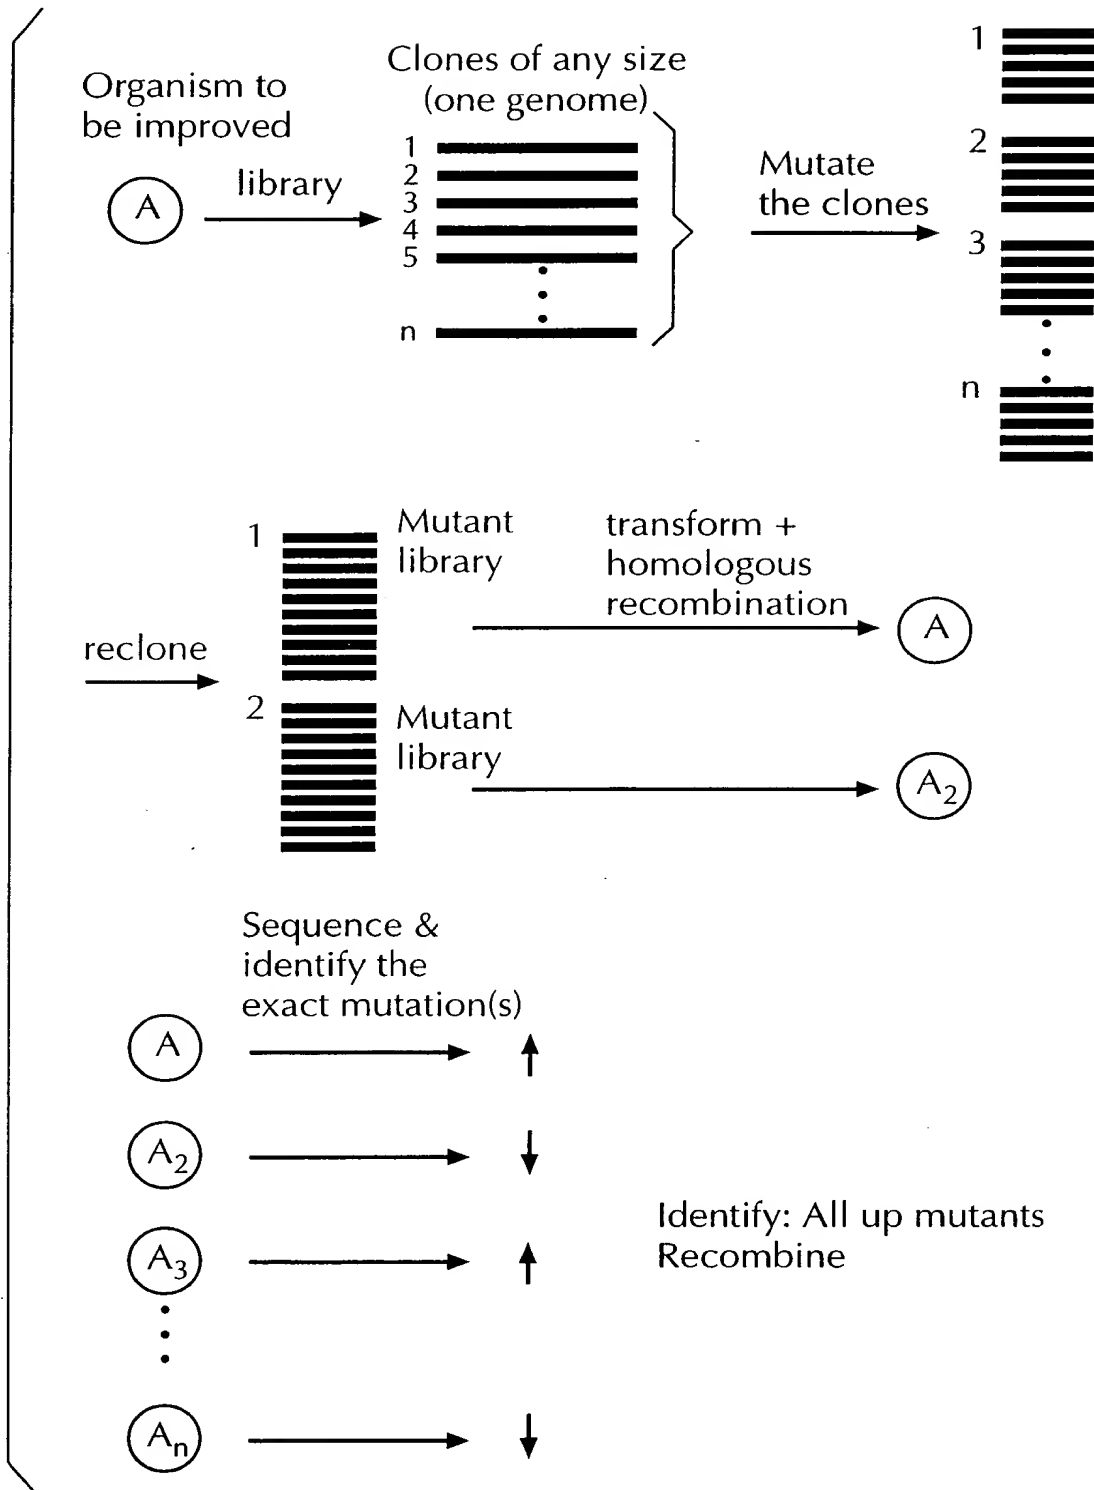 Organism to
be improved
A
library
Clones of any size
(one genome)
1
2
3
4
5
n
Mutate
the clones
1
2
3
n
reclone
1
Mutant
library
transform +
homologous
recombination
A
2
Mutant
library
A₂
Sequence &
identify the
exact mutation(s)
A
A₂
A₃
Aₙ
Identify: All up mutants
Recombine